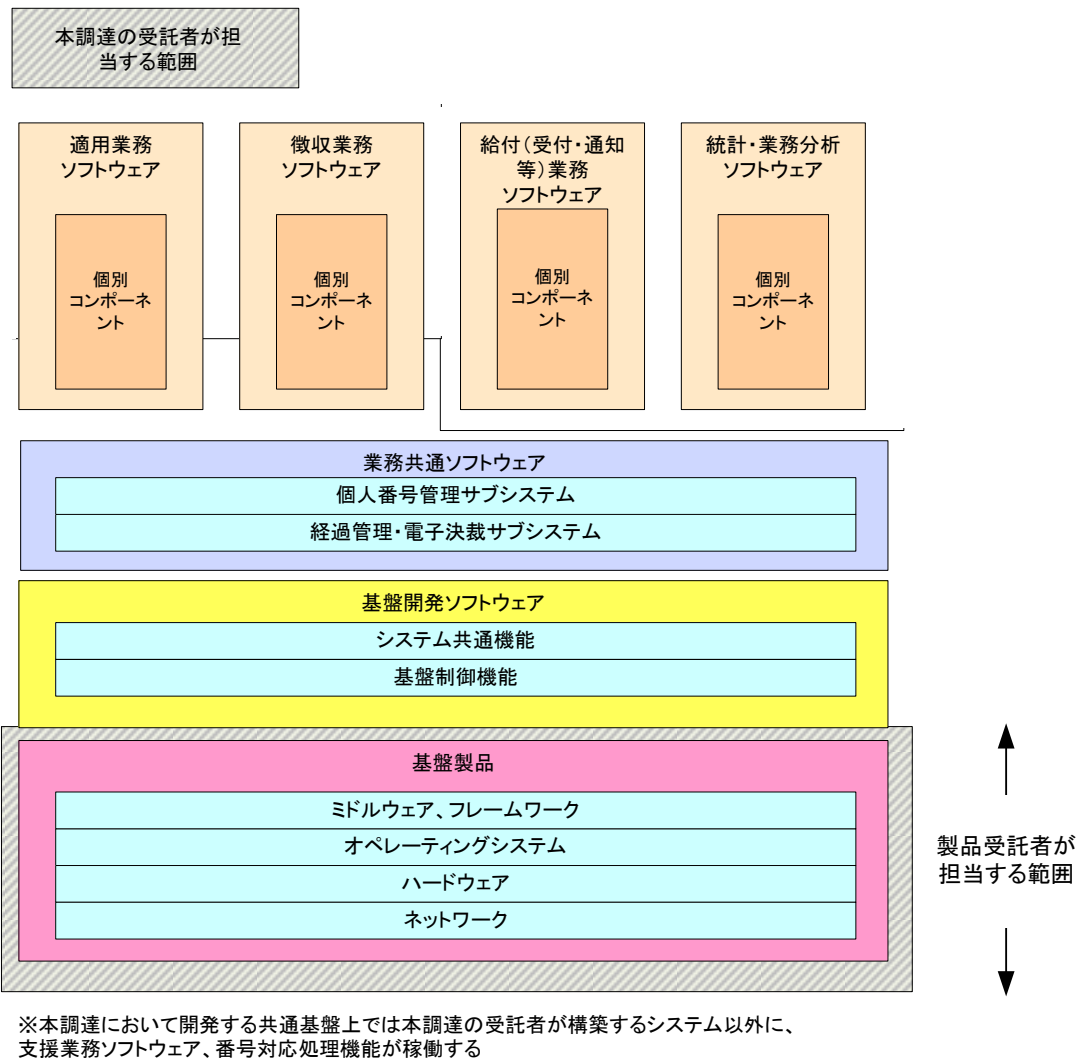 本調達の受託者が担
当する範囲
適用業務
ソフトウェア
個別
コンポーネ
ント
徴収業務
ソフトウェア
個別
コンポーネ
ント
給付(受付・通知
等)業務
ソフトウェア
個別
コンポーネ
ント
統計・業務分析
ソフトウェア
個別
コンポーネ
ント
業務共通ソフトウェア
個人番号管理サブシステム
経過管理・電子決裁サブシステム
基盤開発ソフトウェア
システム共通機能
基盤制御機能
基盤製品
ミドルウェア、フレームワーク
オペレーティングシステム
ハードウェア
ネットワーク
製品受託者が
担当する範囲
※本調達において開発する共通基盤上では本調達の受託者が構築するシステム以外に、
支援業務ソフトウェア、番号対応処理機能が稼働する